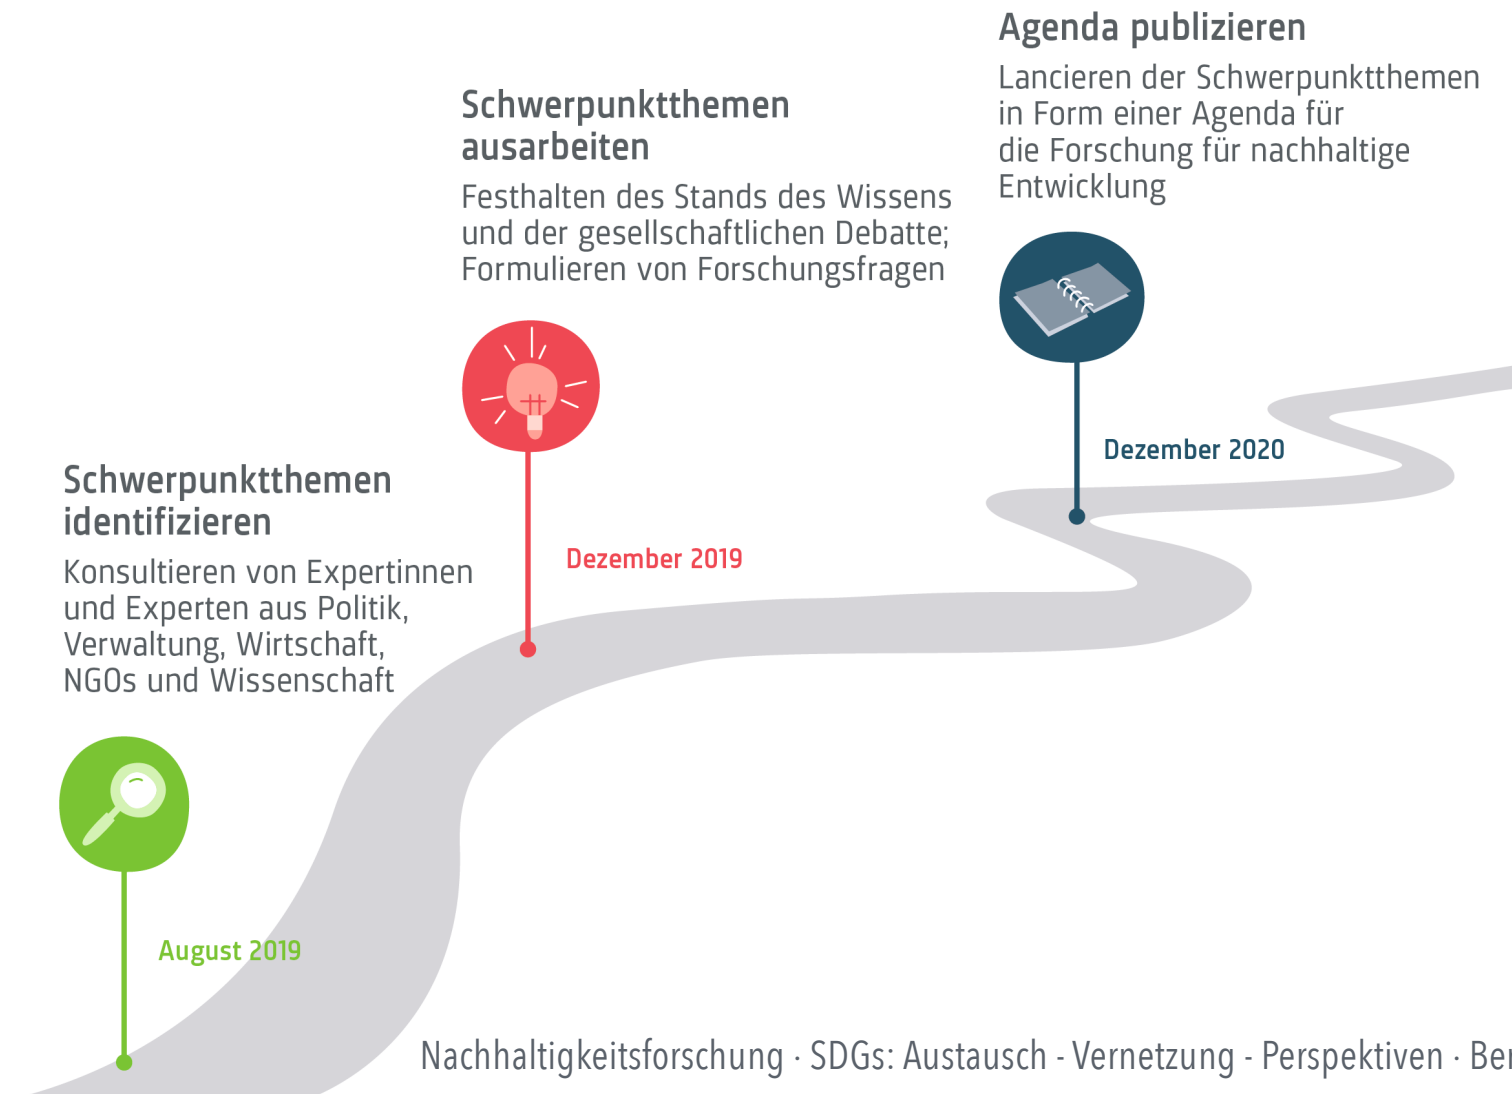 Agenda publizieren
Lancieren der Schwerpunktthemen
in Form einer Agenda für
die Forschung für nachhaltige
Entwicklung
Schwerpunktthemen
ausarbeiten
Festhalten des Stands des Wissens
und der gesellschaftlichen Debatte;
Formulieren von Forschungsfragen
Dezember 2020
Schwerpunktthemen
identifizieren
Konsultieren von Expertinnen
und Experten aus Politik,
Verwaltung, Wirtschaft,
NGOs und Wissenschaft
Dezember 2019
August 2019
Nachhaltigkeitsforschung · SDGs: Austausch - Vernetzung - Perspektiven ·